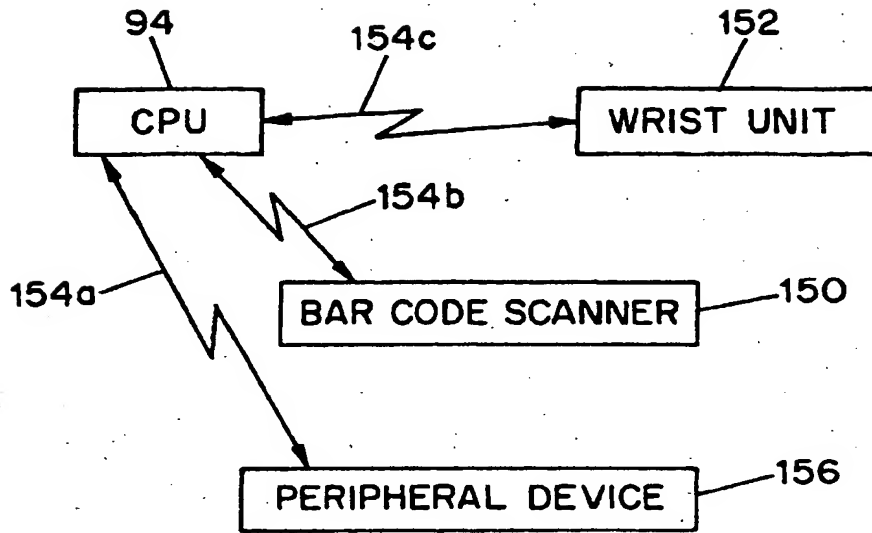 94
154c
152
CPU
WRIST UNIT
154b
154a
BAR CODE SCANNER
150
PERIPHERAL DEVICE
156